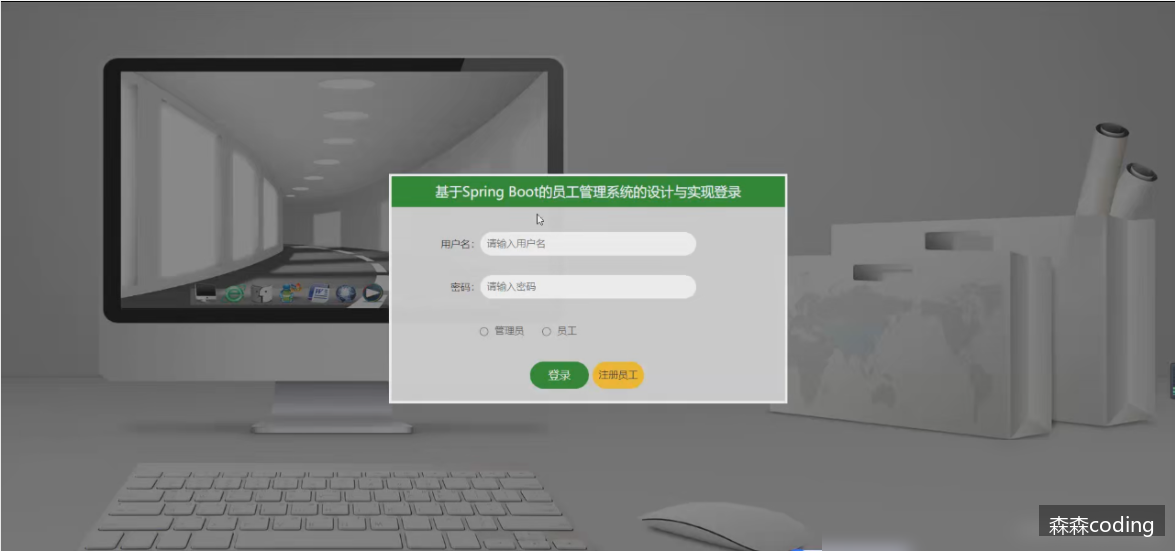 基于Spring Boot的员工管理系统的设计与实现登录
用户名： 请输入用户名
密码： 请输入密码
管理员 员工
登录 注册员工
森森coding